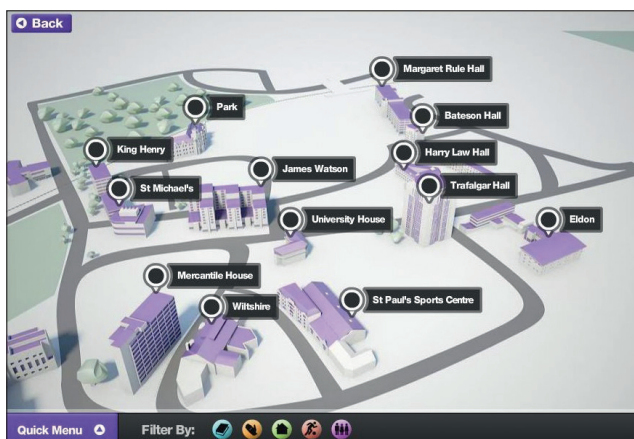 Back
Margaret Rule Hall
Park
Bateson Hall
King Henry
Harry Law Hall
James Watson
St Michael's
Trafalgar Hall
University House
Eldon
Mercantile House
St Paul's Sports Centre
Wiltshire
Quick Menu
Filter By: